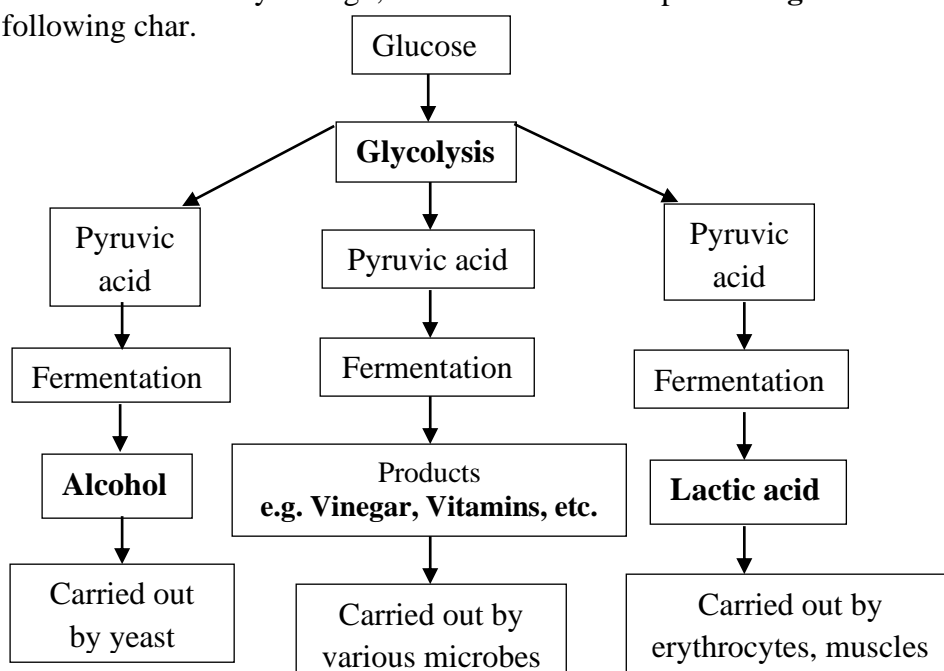 following char.
Glucose
Glycolysis
Pyruvic
acid
Fermentation
Alcohol
Carried out
by yeast
Pyruvic acid
Fermentation
Products
e.g. Vinegar, Vitamins, etc.
Carried out by
various microbes
Pyruvic
acid
Fermentation
Lactic acid
Carried out by
erythrocytes, muscles